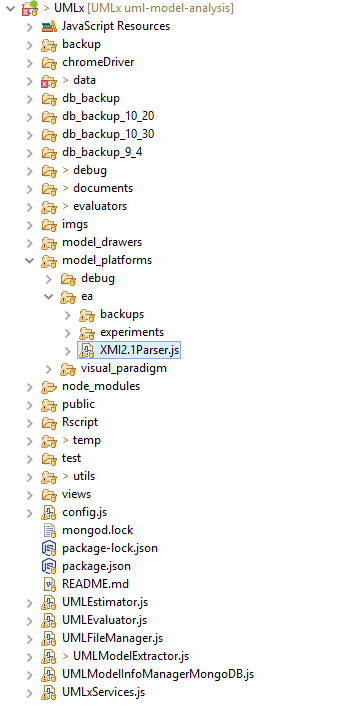 > UMLx [UMLx uml-model-analysis]
JavaScript Resources
backup
chromeDriver
> data
db_backup
db_backup_10_20
db_backup_10_30
db_backup_9_4
> debug
> documents
> evaluators
imgs
model_drawers
model_platforms
debug
ea
backups
experiments
XMI2.1Parser.js
visual_paradigm
node_modules
public
Rscript
> temp
test
> utils
views
config.js
mongod.lock
package-lock.json
package.json
README.md
UMLEstimator.js
UMLEvaluator.js
UMLFileManager.js
> UMLModelExtractor.js
UMLModelInfoManagerMongoDB.js
UMLxServices.js